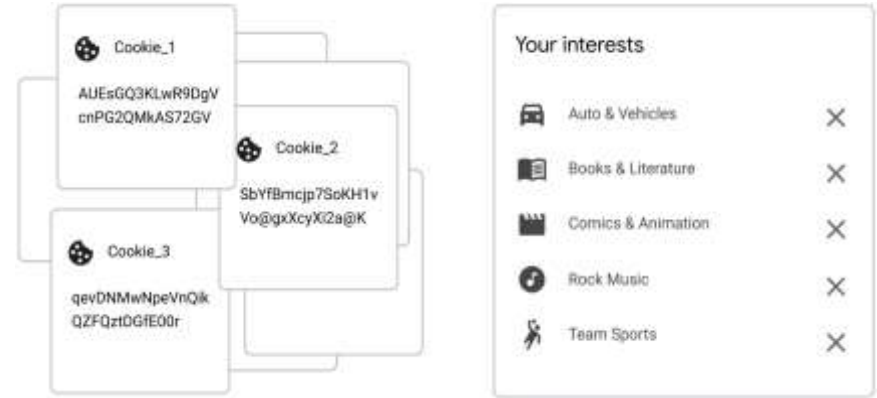 Cookie_1
AUEsGQ3KLwR9DgV
cnPG2QMkAS72GV
Cookie_2
SbYfBmcjp7SoKH1v
Vo@gxXcyXi2a@K
Cookie_3
qevDNMwNpeVnQik
QZFQztDGfE00r
Your interests
Auto & Vehicles
Books & Literature
Comics & Animation
Rock Music
Team Sports